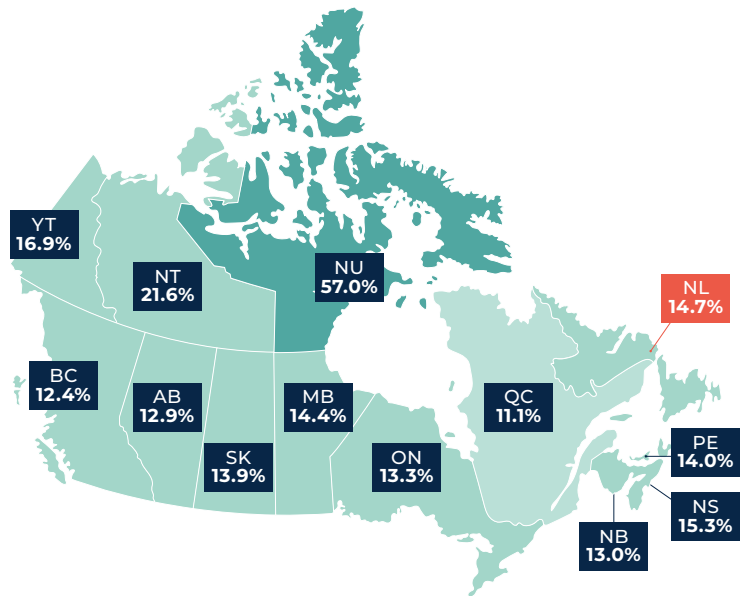 YT
16.9%
NT
21.6%
NU
57.0%
NL
14.7%
BC
12.4%
AB
12.9%
SK
13.9%
MB
14.4%
ON
13.3%
QC
11.1%
PE
14.0%
NS
15.3%
NB
13.0%